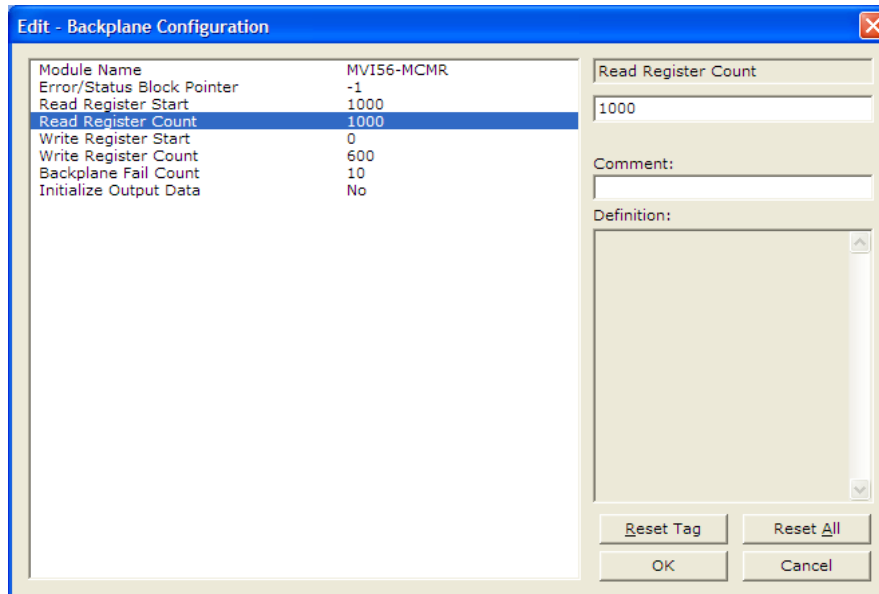 Edit - Backplane Configuration
Module Name MVI56-MCMR
Error/Status Block Pointer -1
Read Register Start 1000
Read Register Count 1000
Write Register Start 0
Write Register Count 600
Backplane Fail Count 10
Initialize Output Data No
Read Register Count
1000
Comment:
Definition:
Reset Tag Reset All
OK Cancel